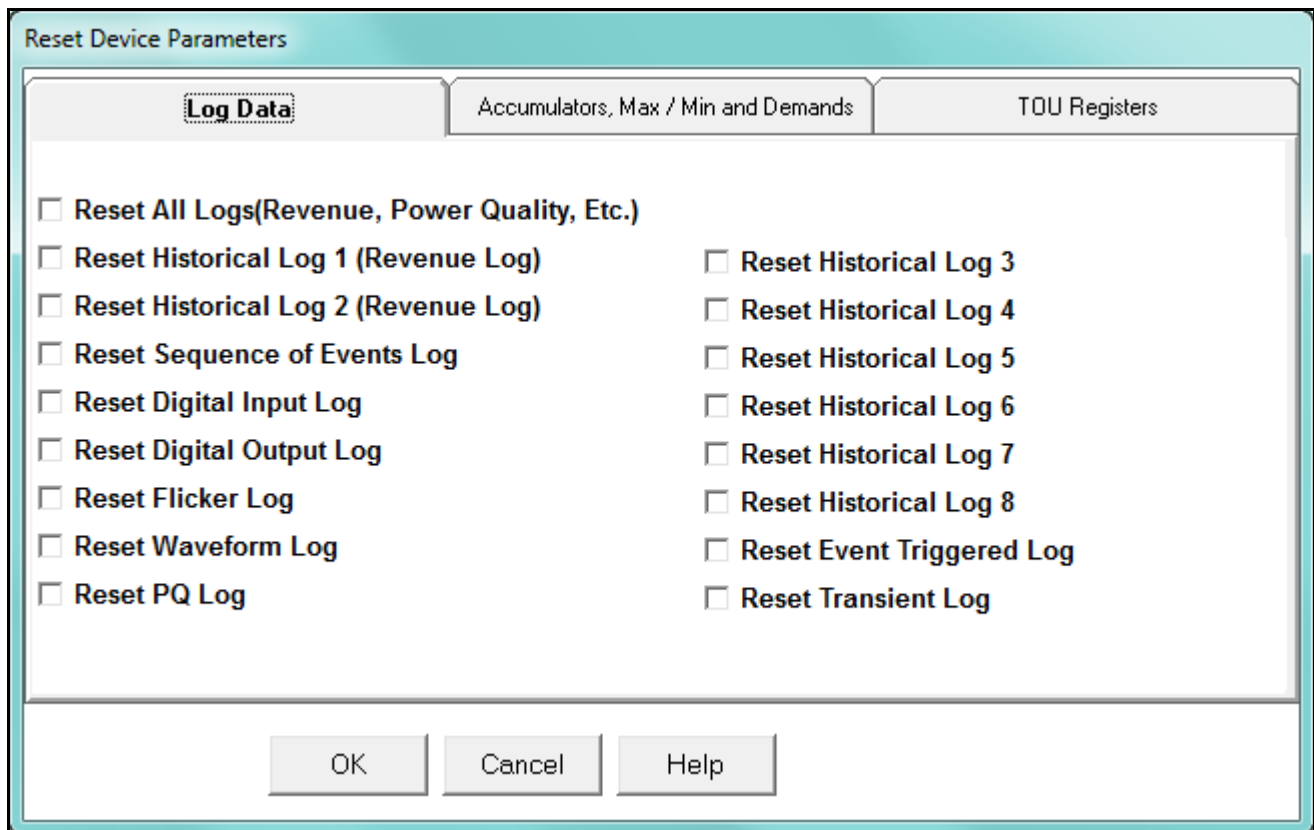 Reset Device Parameters
Log Data
Accumulators, Max / Min and Demands
TOU Registers
Reset All Logs(Revenue, Power Quality, Etc.)
Reset Historical Log 1 (Revenue Log)
Reset Historical Log 2 (Revenue Log)
Reset Sequence of Events Log
Reset Digital Input Log
Reset Digital Output Log
Reset Flicker Log
Reset Waveform Log
Reset PQ Log
Reset Historical Log 3
Reset Historical Log 4
Reset Historical Log 5
Reset Historical Log 6
Reset Historical Log 7
Reset Historical Log 8
Reset Event Triggered Log
Reset Transient Log
OK
Cancel
Help